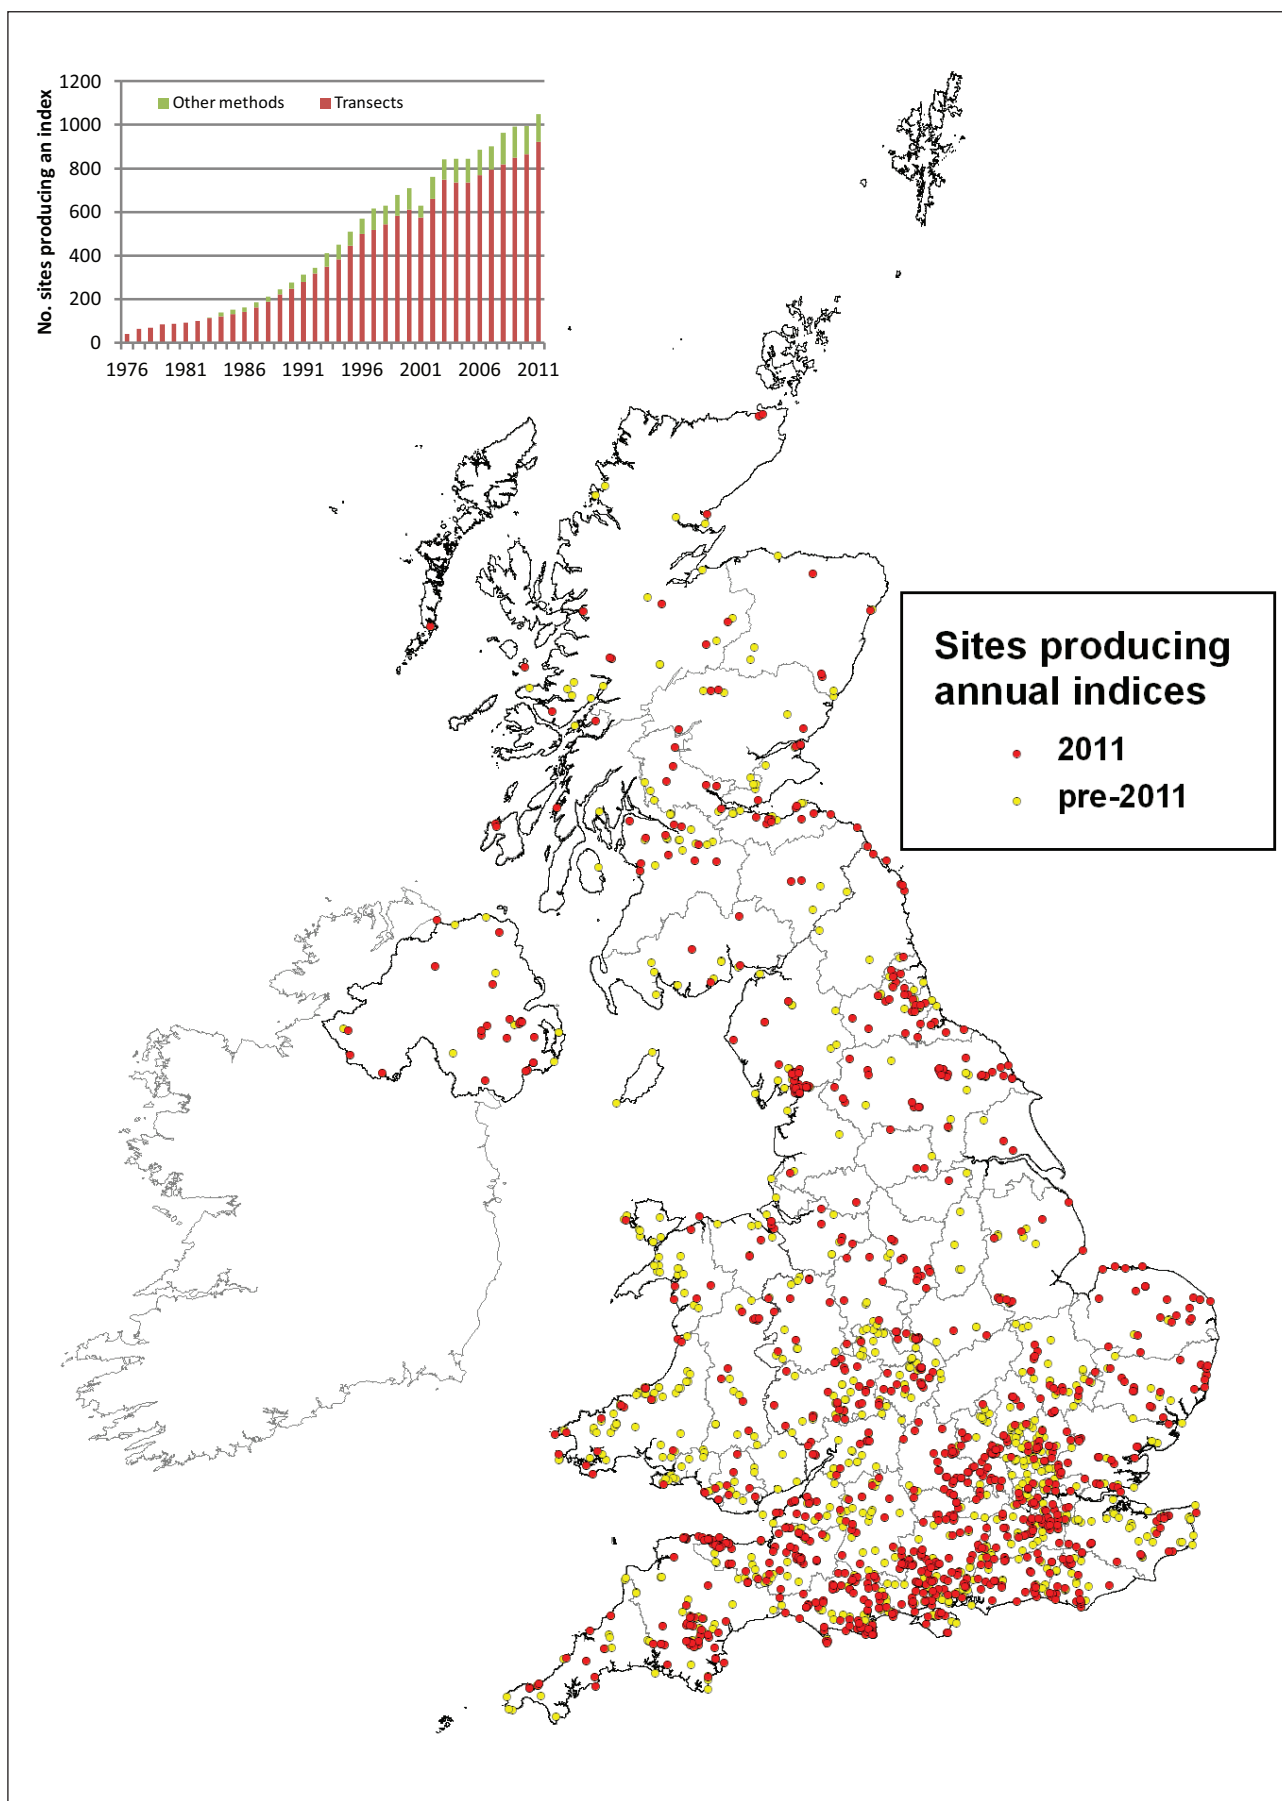 No. sites producing an index
1200
1000
800
600
400
200
0
Other methods Transects
1976 1981 1986 1991 1996 2001 2006 2011
Sites producing
annual indices
2011
pre-2011